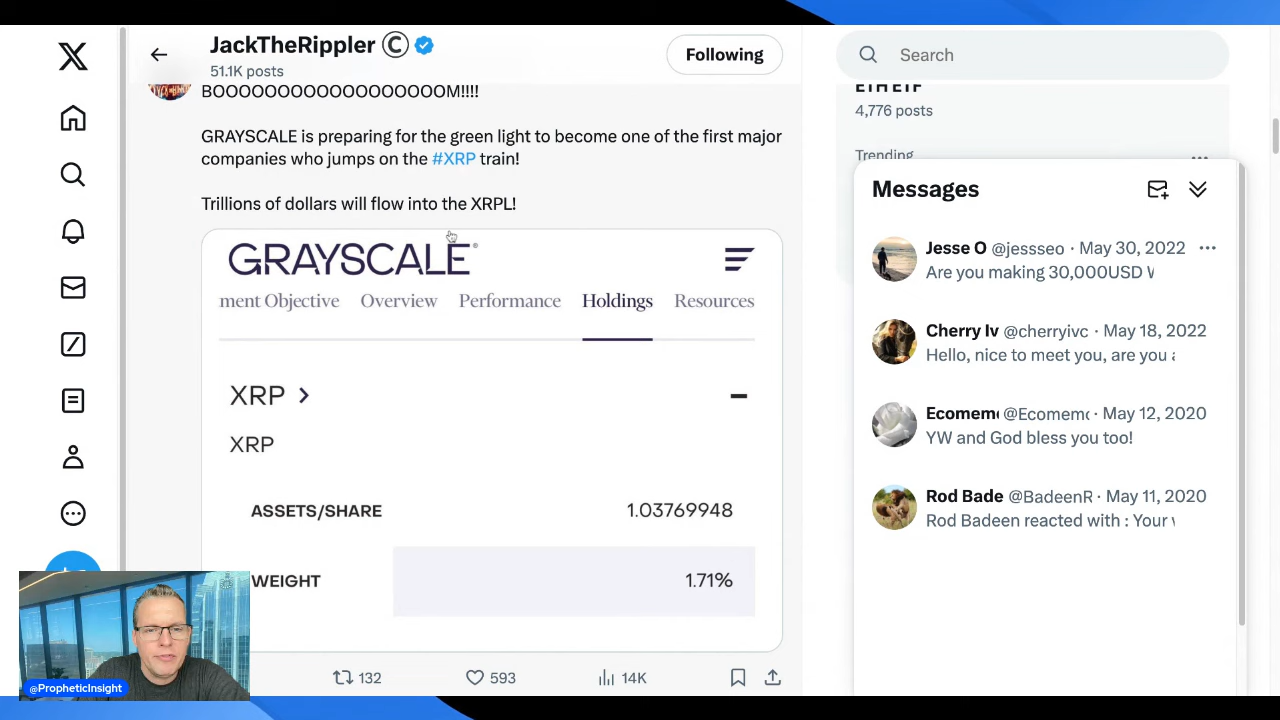 JackTheRippler ©
51.1K posts
Following
Search
BOOOOOOOOOOOOOOOOOOM!!!!
GRAYSCALE is preparing for the green light to become one of the first major
companies who jumps on the #XRP train!
Trillions of dollars will flow into the XRPL!
GRAYSCALE®
ment Objective Overview Performance Holdings Resources
XRP >
XRP
ASSETS/SHARE 1.03769948
WEIGHT 1.71%
132 593 14K
@PropheticInsight
ETH ETF
4,776 posts
Trending
Messages
Jesse O @jessseo · May 30, 2022
Are you making 30,000USD
Cherry Iv @cherryivc · May 18, 2022
Hello, nice to meet you, are you
Ecomem @Ecomem · May 12, 2020
YW and God bless you too!
Rod Bade @BadeenR · May 11, 2020
Rod Badeen reacted with : Your